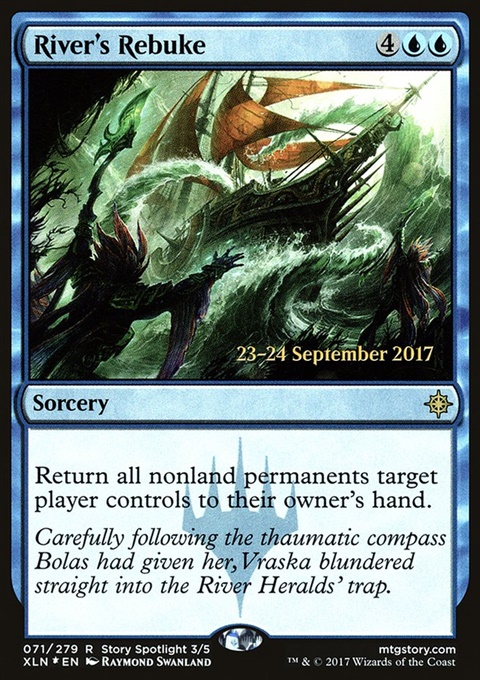 River's Rebuke 4
23–24 September 2017
Sorcery
Return all nonland permanents target
player controls to their owner's hand.
Carefully following the thaumatic compass
Bolas had given her, Vraska blundered
straight into the River Heralds' trap.
071/279 R Story Spotlight 3/5
XLN ★ EN Raymond Swanland
mtgstory.com
™ & © 2017 Wizards of the Coast